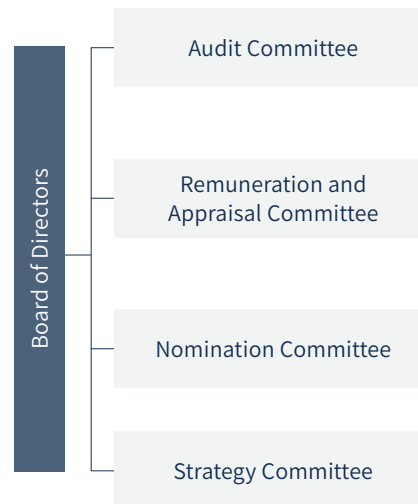 Board of Directors
Audit Committee
Remuneration and
Appraisal Committee
Nomination Committee
Strategy Committee